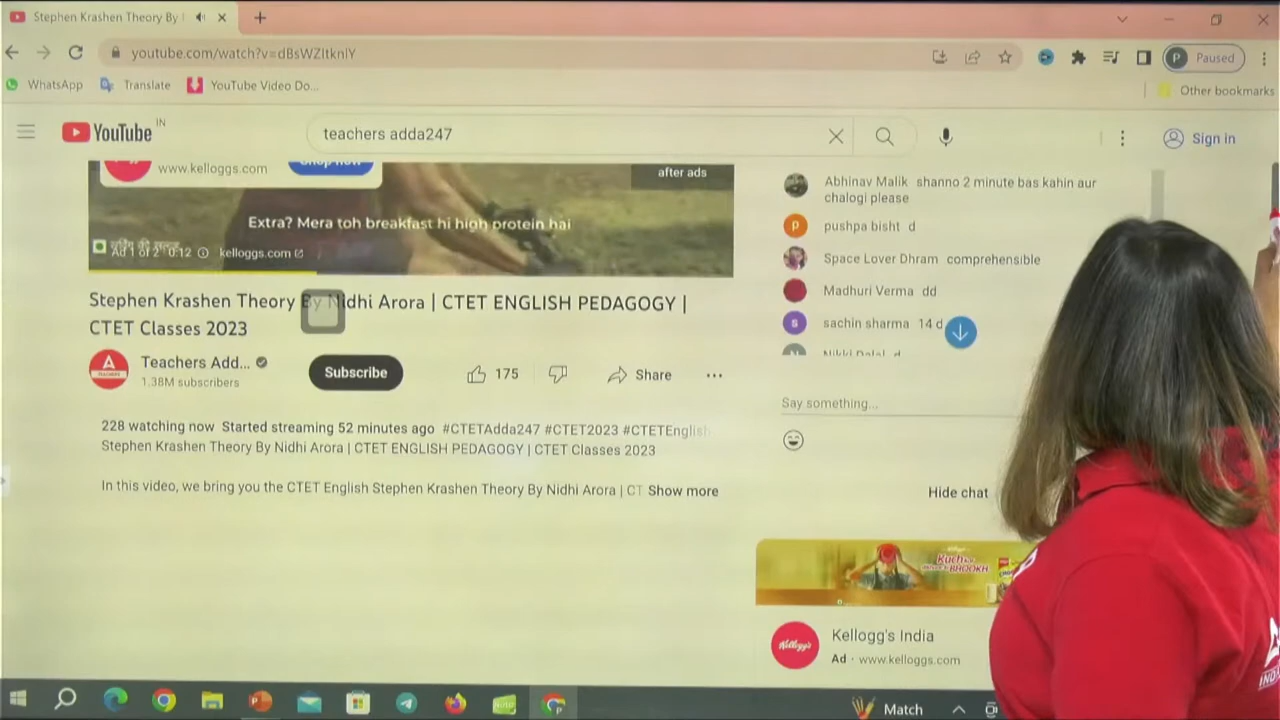 Stephen Krashen Theory By
youtube.com/watch?v=dBsWZltknlY
P Paused
WhatsApp
Translate
YouTube Video Do...
Other bookmarks
YouTube IN
teachers adda247
Sign in
www.kelloggs.com
Shop now
after ads
Extra? Mera toh breakfast hi high protein hai
Ad 1 of 2 · 0:12
kelloggs.com
Abhinav Malik shanno 2 minute bas kahin aur
chalogi please
p pushpa bisht d
Space Lover Dhram comprehensible
Madhuri Verma dd
s sachin sharma 14 d
Nikki Dalal d
Stephen Krashen Theory By Nidhi Arora | CTET ENGLISH PEDAGOGY |
CTET Classes 2023
Teachers Add...
1.38M subscribers
Subscribe
175
Share
Say something...
228 watching now Started streaming 52 minutes ago #CTETAdda247 #CTET2023 #CTETEnglish
Stephen Krashen Theory By Nidhi Arora | CTET ENGLISH PEDAGOGY | CTET Classes 2023
In this video, we bring you the CTET English Stephen Krashen Theory By Nidhi Arora | CT Show more
Hide chat
Kellogg's
Kellogg's India
Ad · www.kelloggs.com
Match